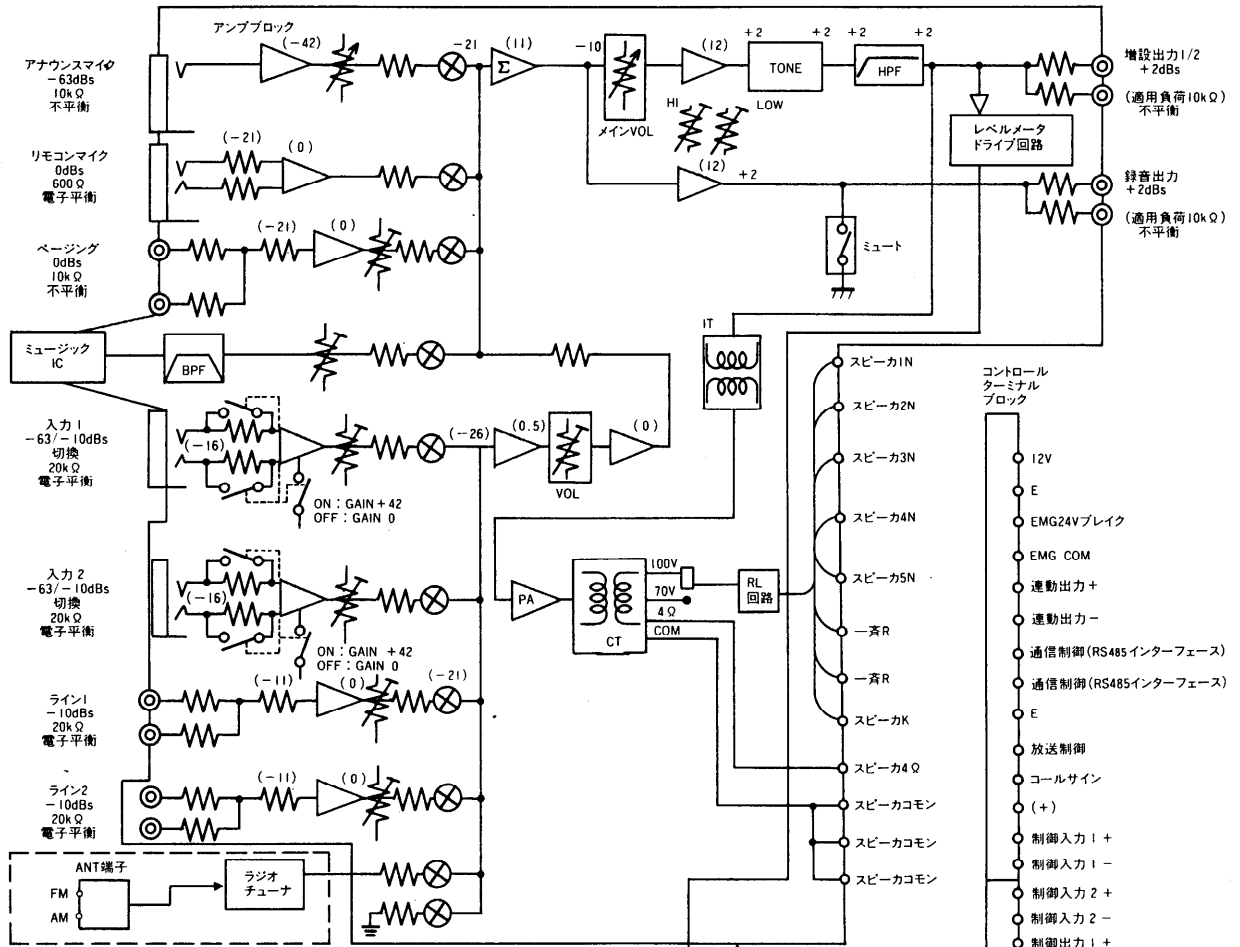 アンプブロック
アナウンスマイク
-63dBs
10kΩ
不平衡
(-42)
-21
(11)
Σ
-10
メインVOL
(12)
+2
TONE
+2
+2
HPF
+2
HI
LOW
増設出力1/2
+2dBs
(適用負荷10kΩ)
不平衡
レベルメータ
ドライブ回路
リモコンマイク
0dBs
600Ω
電子平衡
(-21)
(0)
(12)
+2
録音出力
+2dBs
(適用負荷10kΩ)
不平衡
ミュート
ページング
0dBs
10kΩ
不平衡
(-21)
(0)
ミュージック
IC
BPF
IT
入力1
-63/-10dBs
切換
20kΩ
電子平衡
(-16)
ON:GAIN+42
OFF:GAIN 0
(-26)
(0.5)
VOL
(0)
入力2
-63/-10dBs
切換
20kΩ
電子平衡
(-16)
ON:GAIN +42
OFF:GAIN 0
PA
CT
100V
70V
4Ω
COM
RL
回路
ライン1
-10dBs
20kΩ
電子平衡
(-11)
(0)
(-21)
ライン2
-10dBs
20kΩ
電子平衡
(-11)
(0)
ANT端子
FM
AM
ラジオ
チューナ
スピーカ1N
スピーカ2N
スピーカ3N
スピーカ4N
スピーカ5N
一斉R
一斉R
スピーカK
スピーカ4Ω
スピーカコモン
スピーカコモン
スピーカコモン
コントロール
ターミナル
ブロック
12V
E
EMG24Vブレイク
EMG COM
連動出力+
連動出力-
通信制御(RS485インターフェース)
通信制御(RS485インターフェース)
E
放送制御
コールサイン
(+)
制御入力1+
制御入力1-
制御入力2+
制御入力2-
制御出力1+